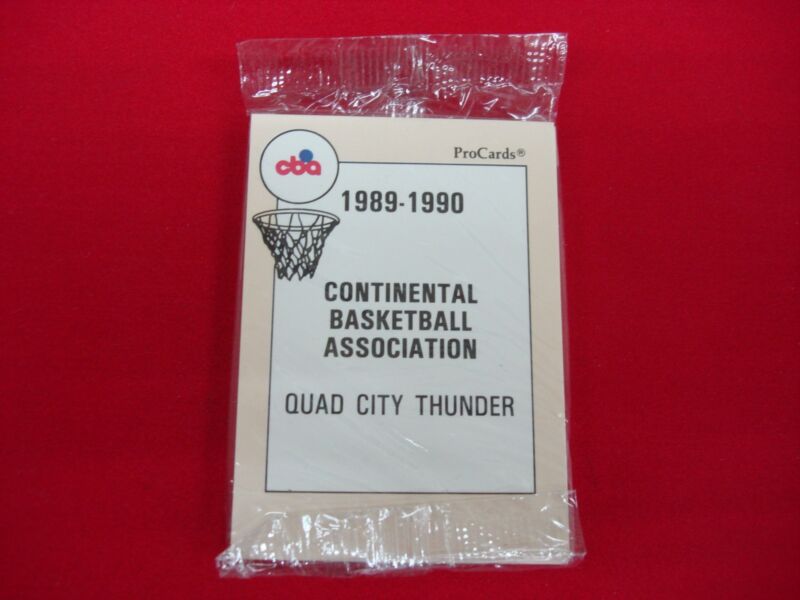 cba
ProCards®
1989-1990
CONTINENTAL
BASKETBALL
ASSOCIATION
QUAD CITY THUNDER